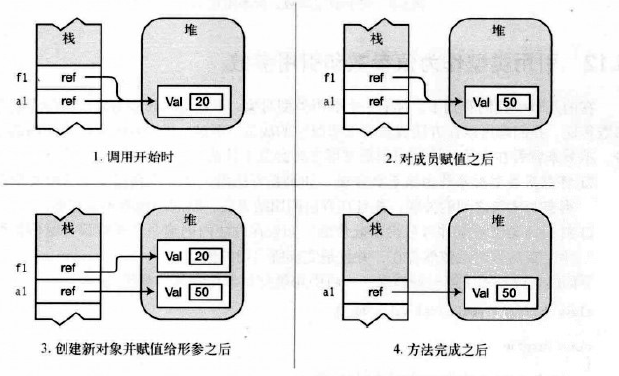 栈
堆
f1 ref
a1 ref Val 20
1. 调用开始时
栈
堆
f1 ref
a1 ref Val 50
2. 对成员赋值之后
栈
堆
Val 20
f1 ref
a1 ref Val 50
3. 创建新对象并赋值给形参之后
栈
堆
a1 ref Val 50
4. 方法完成之后